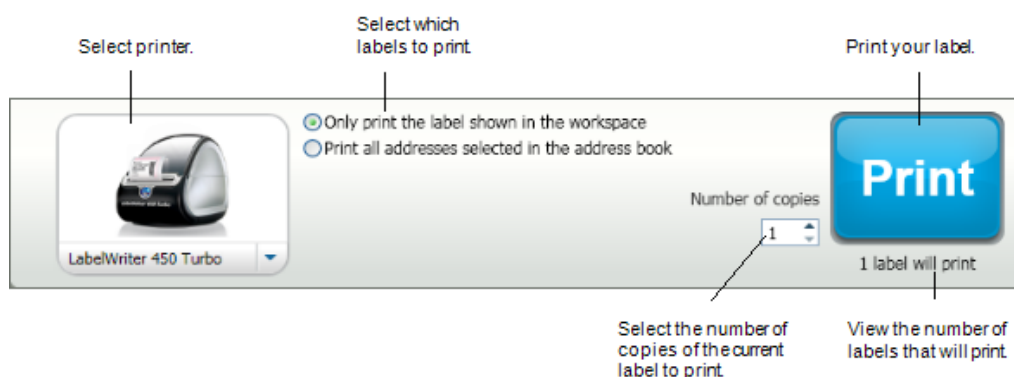 Select which
labels to print.
Select printer.
Print your label.
Only print the label shown in the workspace
Print all addresses selected in the address book
Print
Number of copies
1
LabelWriter 450 Turbo
1 label will print
Select the number of
copies of the current
label to print.
View the number of
labels that will print.